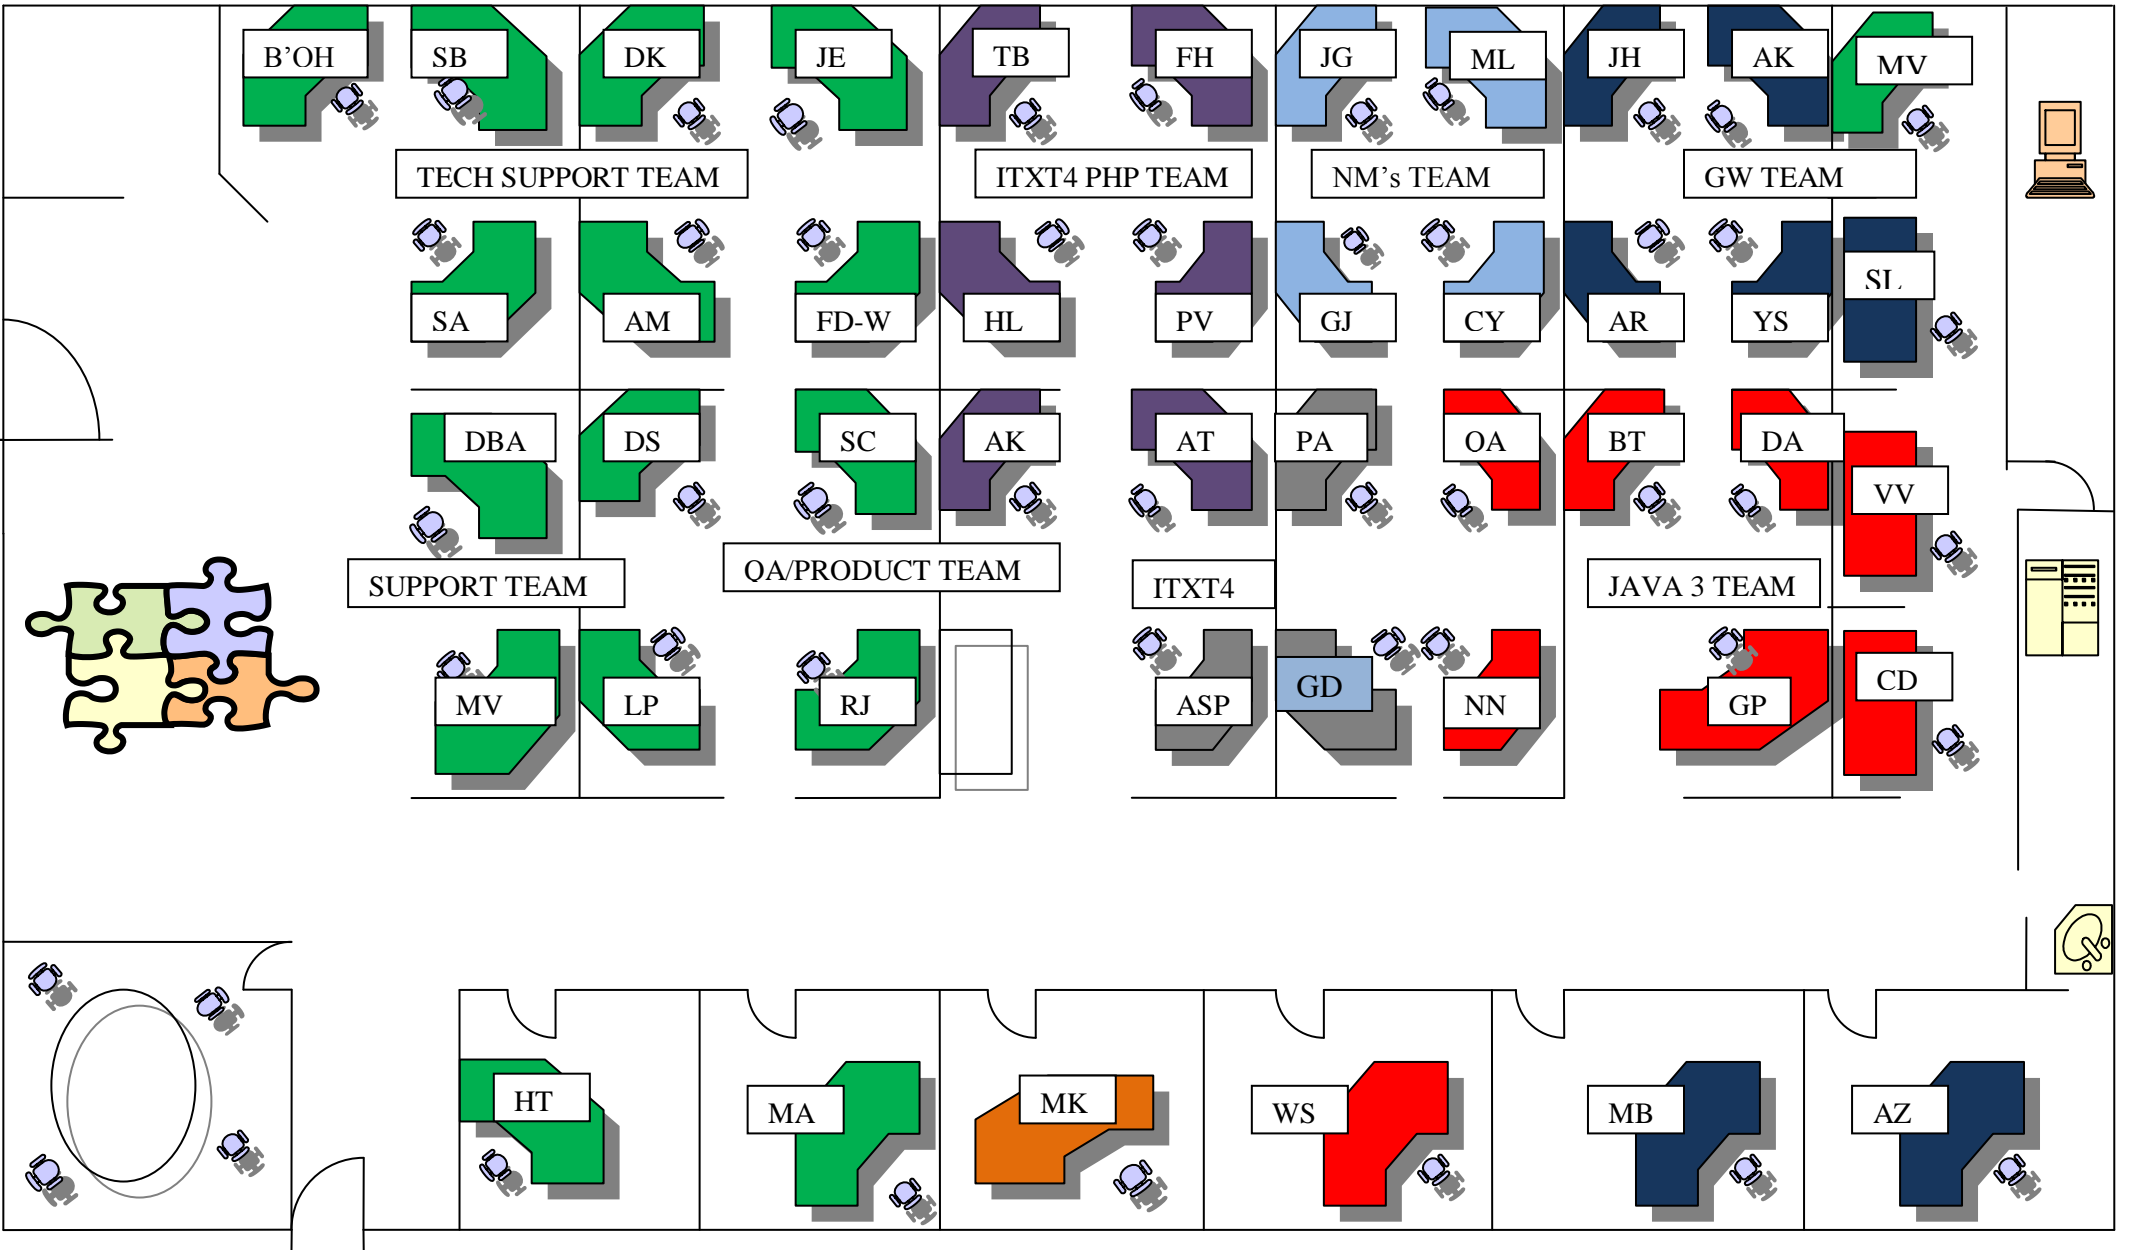 B'OH
SB
DK
JE
TB
FH
JG
ML
JH
AK
MV
TECH SUPPORT TEAM
ITXT4 PHP TEAM
NM's TEAM
GW TEAM
SA
AM
FD-W
HL
PV
GJ
CY
AR
YS
SL
DBA
DS
SC
AK
AT
PA
OA
BT
DA
VV
SUPPORT TEAM
QA/PRODUCT TEAM
ITXT4
JAVA 3 TEAM
MV
LP
RJ
ASP
GD
NN
GP
CD
HT
MA
MK
WS
MB
AZ